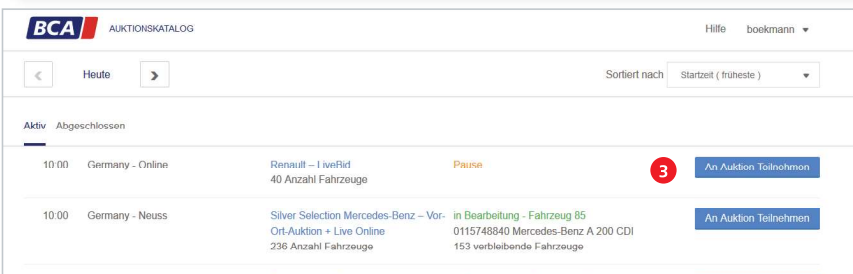 BCA AUKTIONSKATALOG Hilfe boekmann
Heute Sortiert nach Startzeit ( früheste )
Aktiv Abgeschlossen
10:00 Germany - Online Renault – LiveBid Pause 3 An Auktion Teilnehmen
40 Anzahl Fahrzeuge
10:00 Germany - Neuss Silver Selection Mercedes-Benz – Vor- in Bearbeitung - Fahrzeug 85 An Auktion Teilnehmen
Ort-Auktion + Live Online 0115748840 Mercedes-Benz A 200 CDI
236 Anzahl Fahrzeuge 153 verbleibende Fahrzeuge